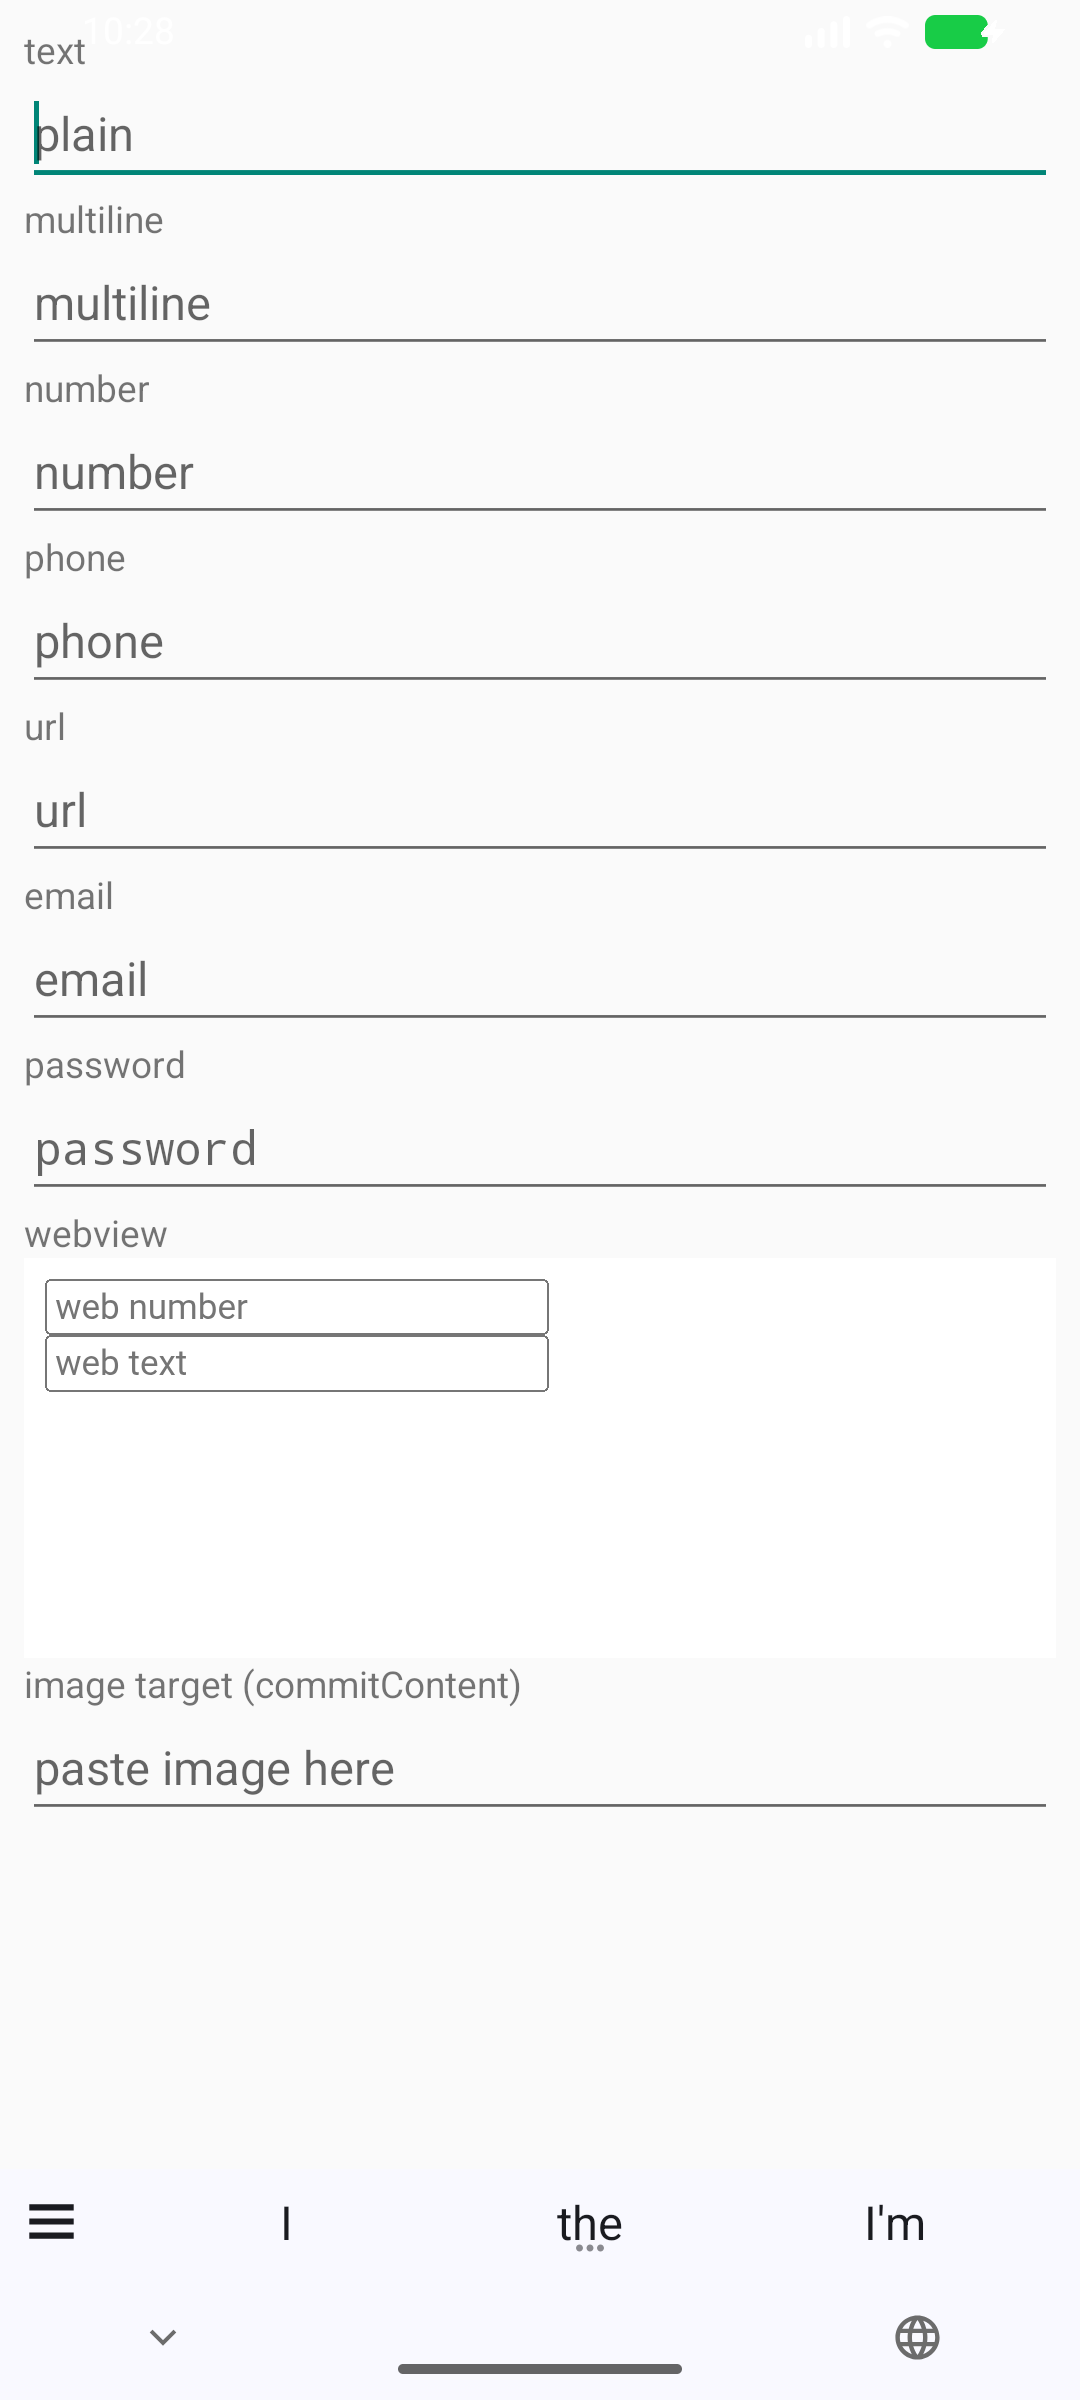 10:28
text
plain
multiline
multiline
number
number
phone
phone
url
url
email
email
password
password
webview
web number
web text
image target (commitContent)
paste image here
I the I'm